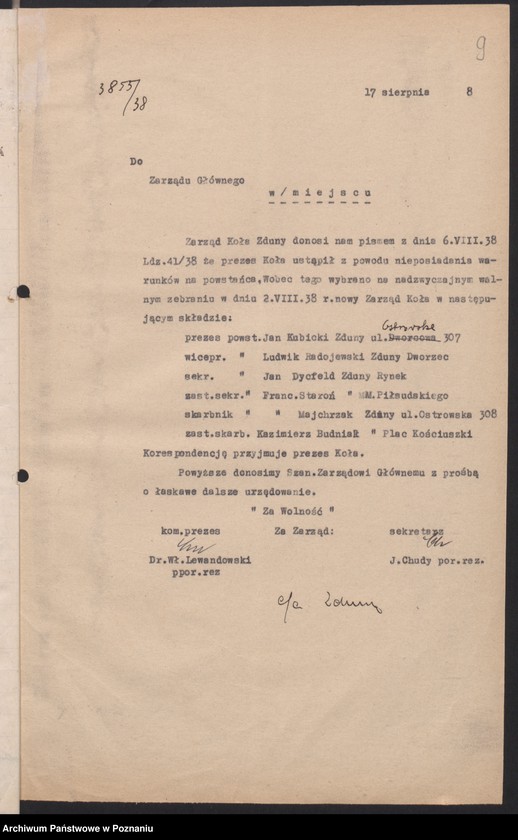 9
3855/38
17 sierpnia 8
Do
Zarządu Głównego
w/miejscu
Zarząd Koła Zduny donosi nam pismem z dnia 6.VIII.38
Ldz.41/38 że prezes Koła ustąpił z powodu nieposiadania wa-
runków na powstańca,Wobec tego wybrano na nadzwyczajnym wal-
nym zebraniu w dniu 2.VIII.38 r.nowy Zarząd Koła w następu-
jącym składzie:
Ostrowska
prezes powst.Jan Kubicki Zduny ul.Dworcowa 307
wicepr. " Ludwik Radojewski Zduny Dworzec
sekr. " Jan Dycfeld Zduny Rynek
zast.sekr." Franc.Staroń " MM.Piłsudskiego
skarbnik " " Majchrzak Zduny ul.Ostrowska 308
zast.skarb. Kazimierz Budniak " Plac Kościuszki
Korespondencję przyjmuje prezes Koła.
Powyższe donosimy Szan.Zarządowi Głównemu z prośbą
o łaskawe dalsze urzędowanie.
" Za Wolność "
kom.prezes Za Zarząd: sekretarz
Dr.Wł.Lewandowski J.Chudy por.rez.
ppor.rez
c/a Zduny
Archiwum Państwowe w Poznaniu